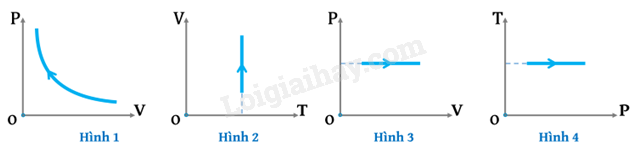 P V T P
Loigiaihay.com
O V O T O V O P
Hình 1 Hình 2 Hình 3 Hình 4